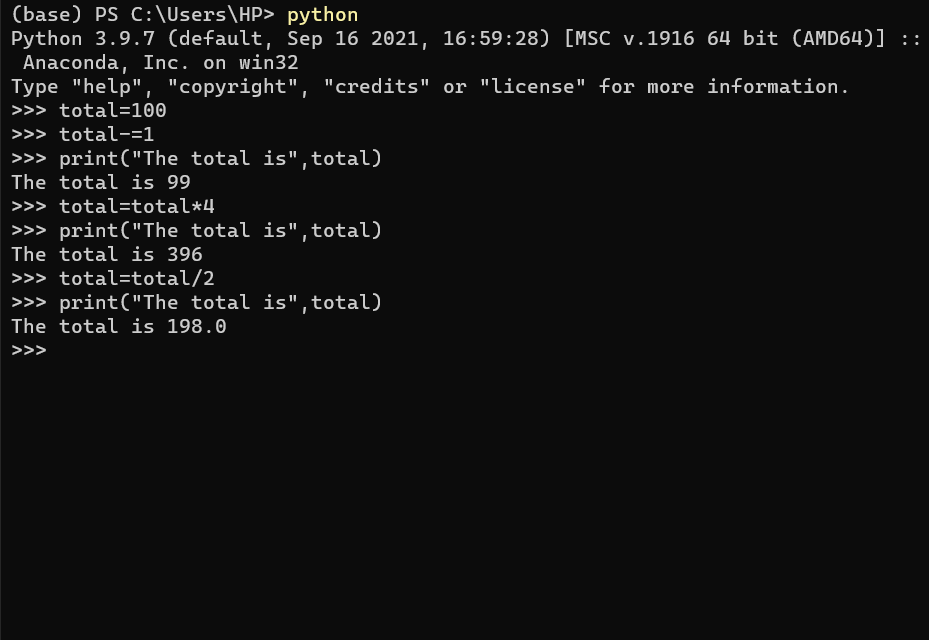 (base) PS C:\Users\HP> python
Python 3.9.7 (default, Sep 16 2021, 16:59:28) [MSC v.1916 64 bit (AMD64)] ::
 Anaconda, Inc. on win32
Type "help", "copyright", "credits" or "license" for more information.
>>> total=100
>>> total-=1
>>> print("The total is",total)
The total is 99
>>> total=total*4
>>> print("The total is",total)
The total is 396
>>> total=total/2
>>> print("The total is",total)
The total is 198.0
>>>